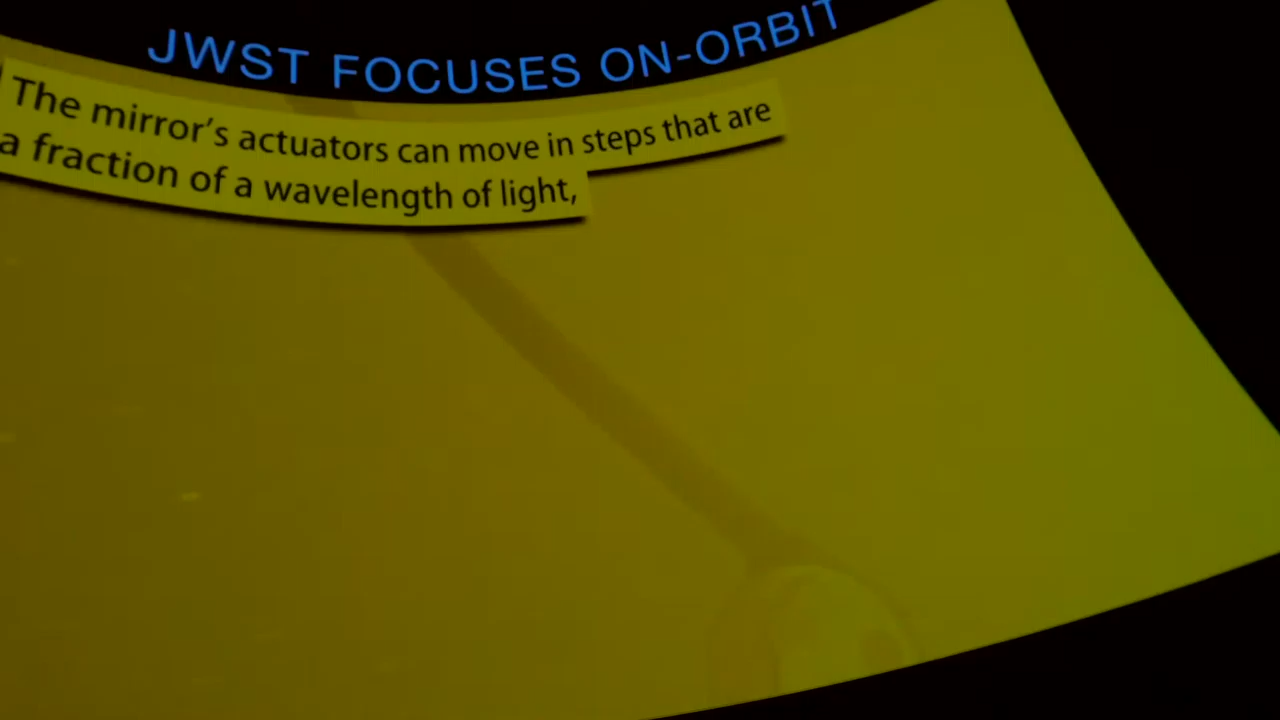 JWST FOCUSES ON-ORBIT
The mirror's actuators can move in steps that are
a fraction of a wavelength of light,